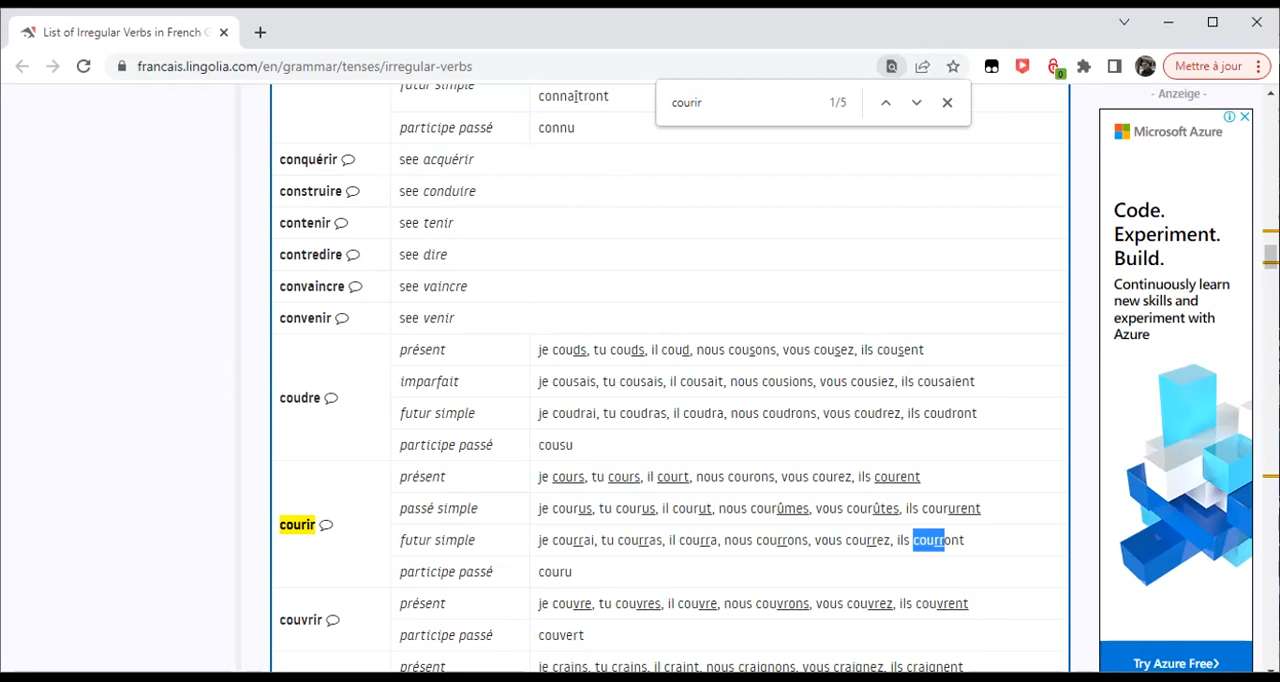 List of Irregular Verbs in French G
francais.lingolia.com/en/grammar/tenses/irregular-verbs
0
Mettre à jour
courir 1/5
futur simple
connaîtront
participe passé connu
conquérir see acquérir
construire see conduire
contenir see tenir
contredire see dire
convaincre see vaincre
convenir see venir
coudre
présent je couds, tu couds, il coud, nous cousons, vous cousez, ils cousent
imparfait je cousais, tu cousais, il cousait, nous cousions, vous cousiez, ils cousaient
futur simple je coudrai, tu coudras, il coudra, nous coudrons, vous coudrez, ils coudront
participe passé cousu
courir
présent je cours, tu cours, il court, nous courons, vous courez, ils courent
passé simple je courus, tu courus, il courut, nous courûmes, vous courûtes, ils coururent
futur simple je courrai, tu courras, il courra, nous courrons, vous courrez, ils courront
participe passé couru
couvrir
présent je couvre, tu couvres, il couvre, nous couvrons, vous couvrez, ils couvrent
participe passé couvert
présent je crains, tu crains, il craint, nous craignons, vous craignez, ils craignent
- Anzeige -
Microsoft Azure
Code.
Experiment.
Build.
Continuously learn
new skills and
experiment with
Azure
Try Azure Free>